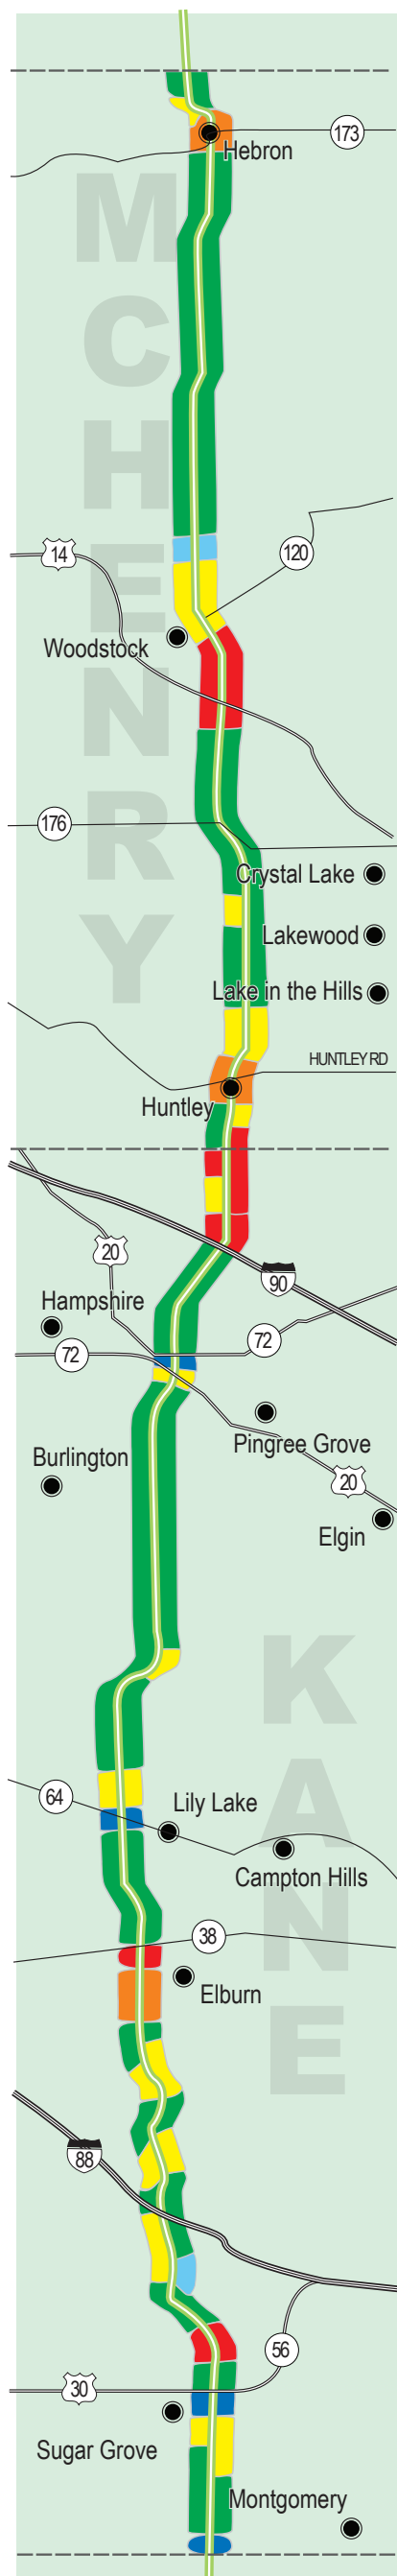 Hebron
173
MCHENRY
14
120
Woodstock
176
Crystal Lake
Lakewood
Lake in the Hills
HUNTLEY RD
Huntley
20
90
Hampshire
72
72
Pingree Grove
Burlington
20
Elgin
KANE
64
Lily Lake
Campton Hills
38
Elburn
88
56
30
Sugar Grove
Montgomery